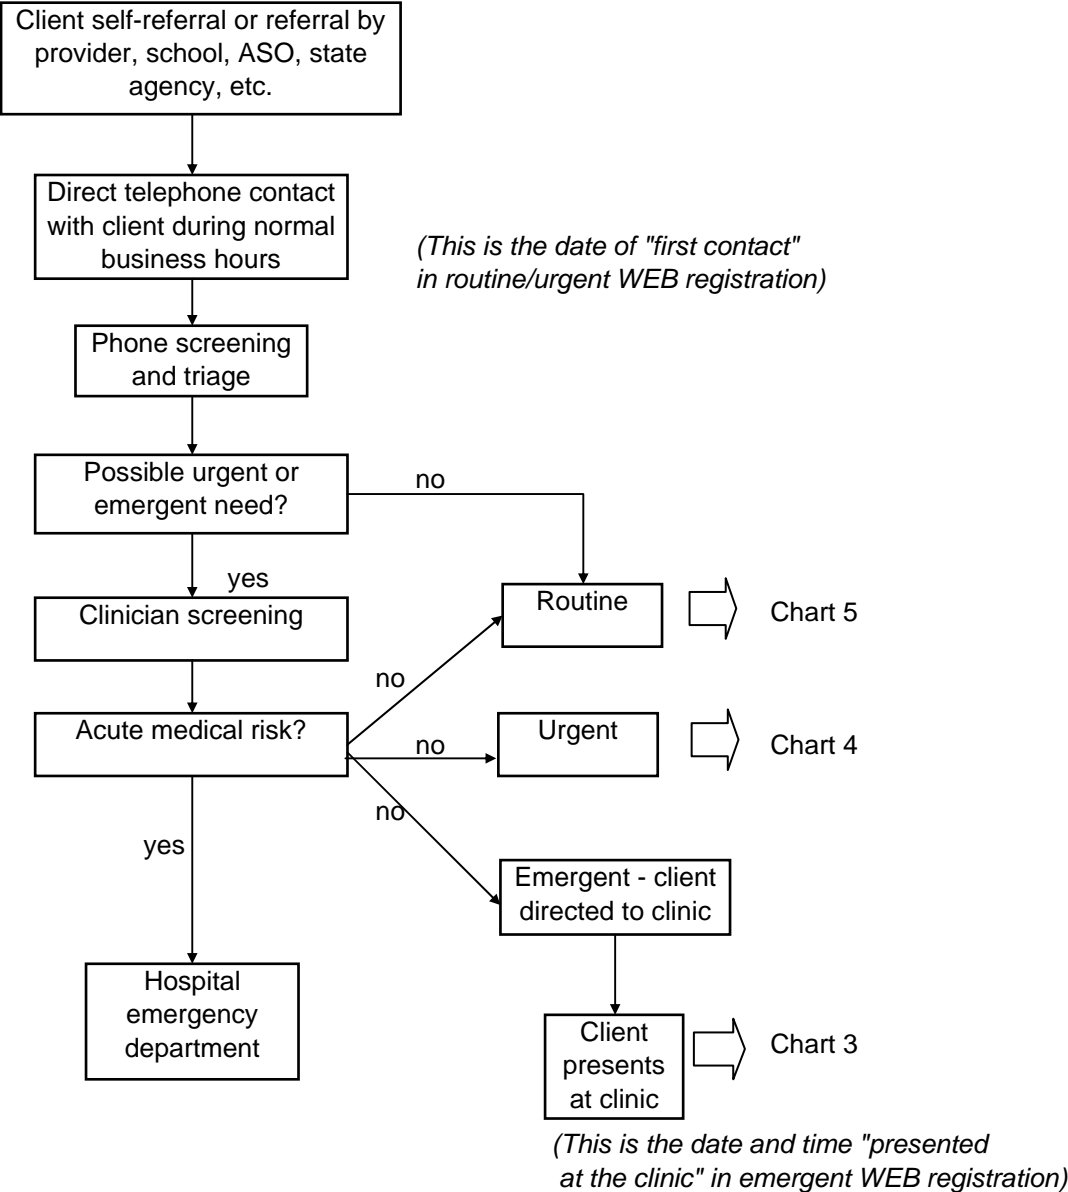 Client self-referral or referral by
provider, school, ASO, state
agency, etc.
Direct telephone contact
with client during normal
business hours
(This is the date of "first contact"
in routine/urgent WEB registration)
Phone screening
and triage
Possible urgent or
emergent need?
no
yes
Clinician screening
Routine
Chart 5
no
Acute medical risk?
no
Urgent
Chart 4
no
yes
Emergent - client
directed to clinic
Hospital
emergency
department
Client
presents
at clinic
Chart 3
(This is the date and time "presented
at the clinic" in emergent WEB registration)